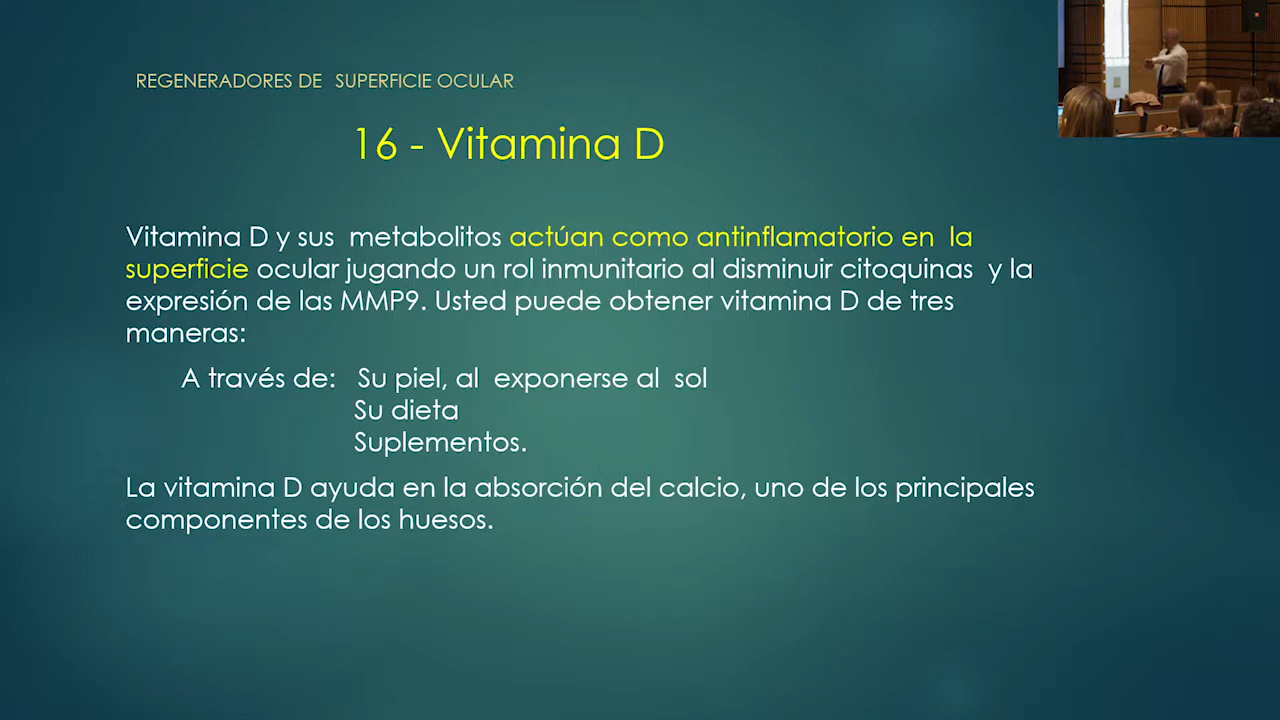 REGENERADORES DE SUPERFICIE OCULAR
16 - Vitamina D
Vitamina D y sus metabolitos actúan como antinflamatorio en la
superficie ocular jugando un rol inmunitario al disminuir citoquinas y la
expresión de las MMP9. Usted puede obtener vitamina D de tres
maneras:
A través de: Su piel, al exponerse al sol
Su dieta
Suplementos.
La vitamina D ayuda en la absorción del calcio, uno de los principales
componentes de los huesos.